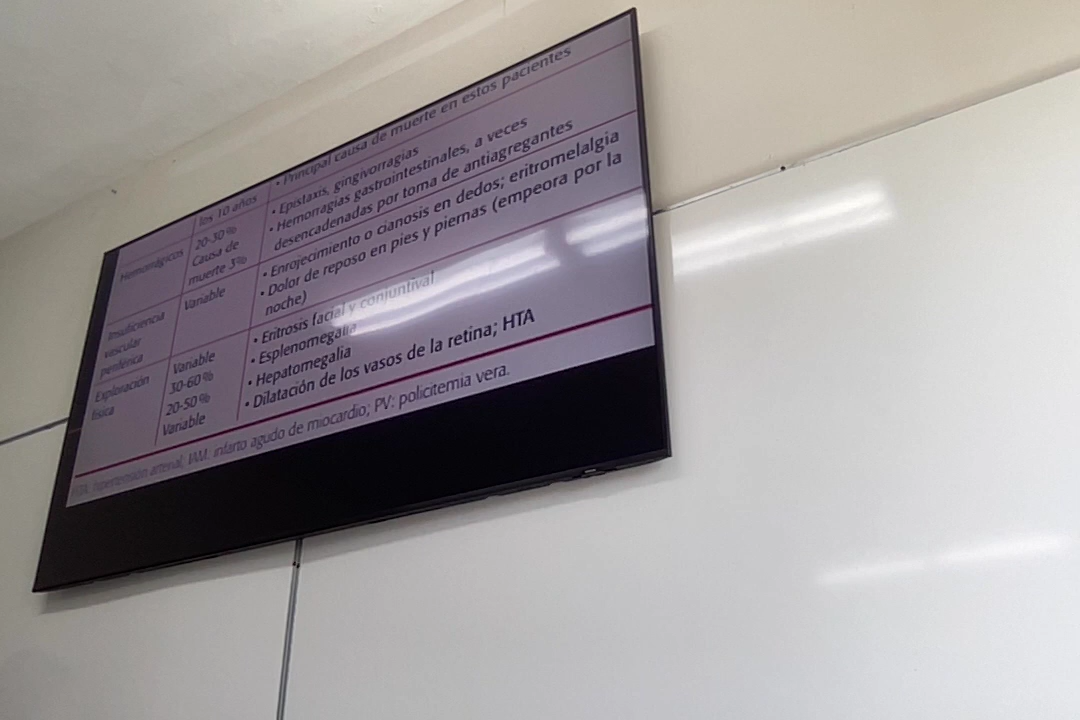 los 10 años
• Principal causa de muerte en estos pacientes
Hemorrágicos
20-30%
Causa de
muerte 3%
• Epistaxis, gingivorragias
• Hemorragias gastrointestinales, a veces
desencadenadas por toma de antiagregantes
Insuficiencia
vascular
periférica
Variable
• Enrojecimiento o cianosis en dedos; eritromelalgia
• Dolor de reposo en pies y piernas (empeora por la
noche)
Exploración
física
Variable
30-60%
20-50%
Variable
• Eritrosis facial y conjuntival
• Esplenomegalia
• Hepatomegalia
• Dilatación de los vasos de la retina; HTA
HTA: hipertensión arterial; IAM: infarto agudo de miocardio; PV: policitemia vera.